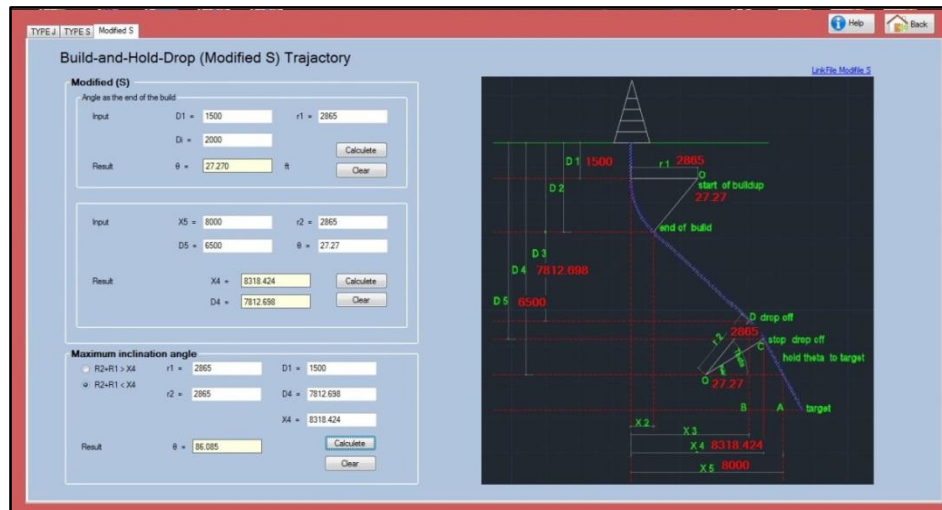 TYPE J TYPE S Modified S
Help Back
Build-and-Hold-Drop (Modified S) Trajactory
LinkFile Modifile S
Modified (S)
Angle as the end of the build
Input D1 = 1500 r1 = 2865
Di = 2000
Calculete
Result θ = 27.270 ft
Clear
Input X5 = 8000 r2 = 2865
D5 = 6500 θ = 27.27
Result X4 = 8318.424 Calculete
D4 = 7812.698 Clear
Maximum inclination angle
R2+R1 > X4 r1 = 2865 D1 = 1500
R2+R1 < X4
r2 = 2865 D4 = 7812.698
X4 = 8318.424
Result θ = 86.085 Calculete
Clear
D 1 1500 r 1 2865
O
start of buildup
D 2 27.27
end of build
D 3
D 4 7812.698
D 5 6500
D drop off
2865
r 2 C stop drop off
theta hold theta to target
O 27.27
B A target
X 2
X 3
X 4 8318.424
X 5 8000